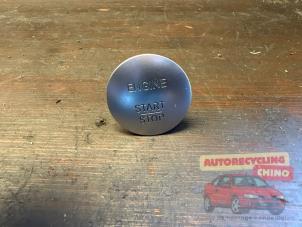 ENGINE
START
STOP
AUTORECYCLING
CHINO